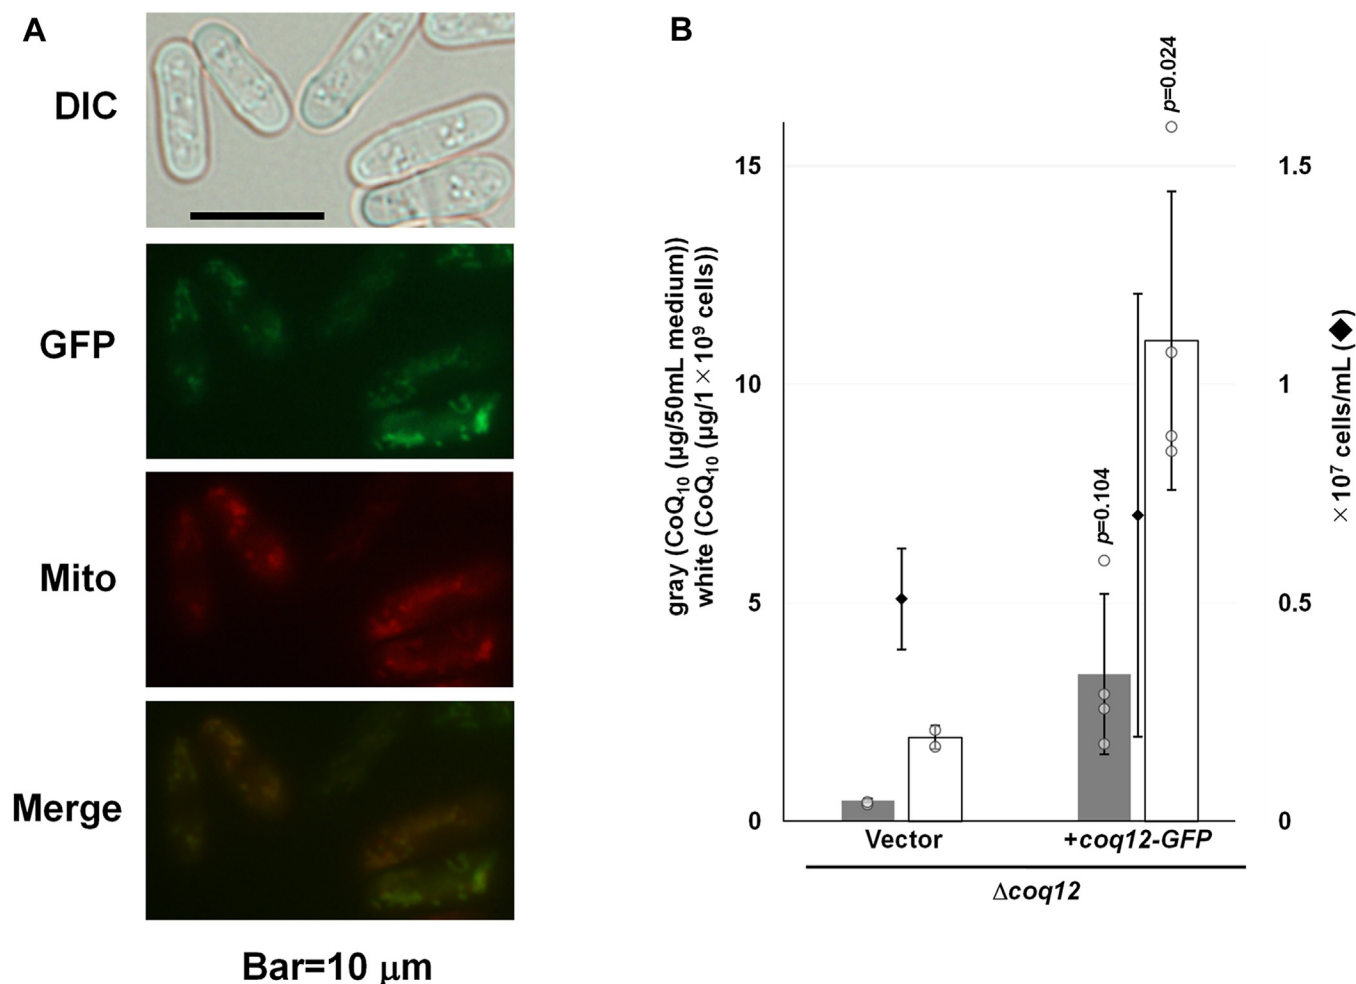 A
DIC
GFP
Mito
Merge
Bar=10 μm
B
gray (CoQ10 (μg/50mL medium))
white (CoQ10 (μg/1 × 10⁹ cells))
15
10
5
0
p=0.104
p=0.024
1.5
1
0.5
0
×10⁷ cells/mL (◆)
Vector
+coq12-GFP
Δcoq12